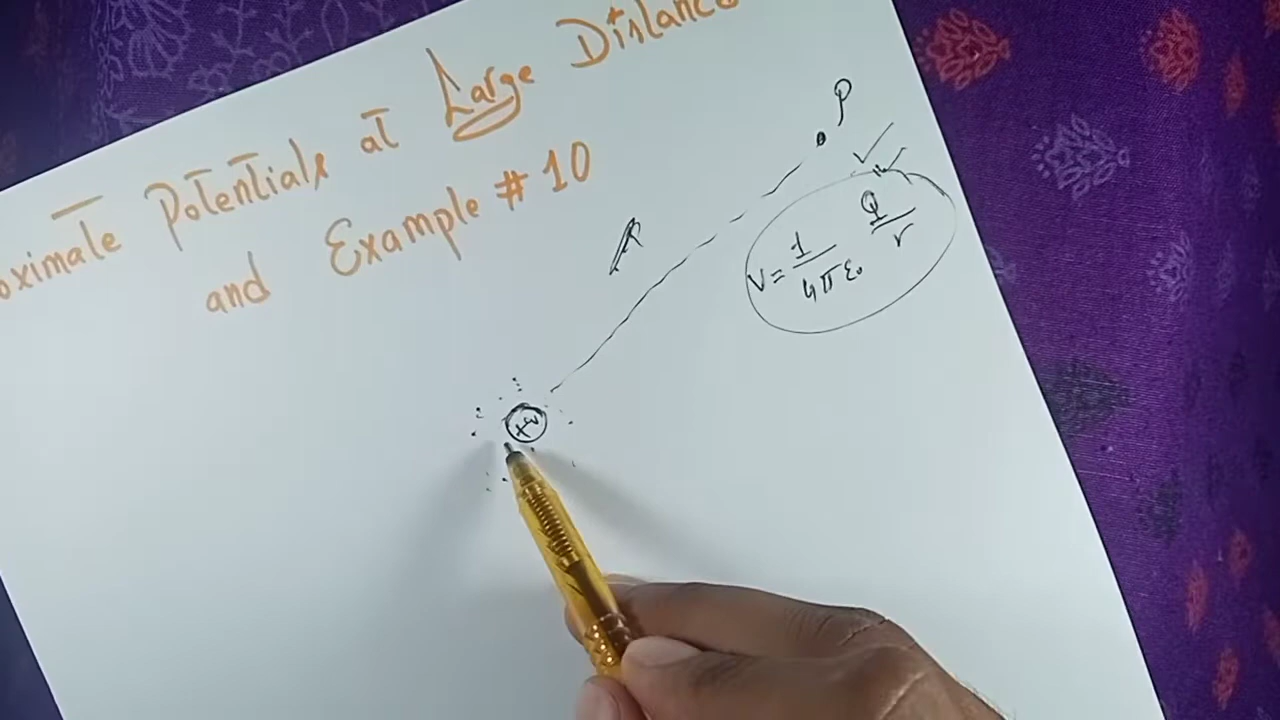 oximate Potentials at Large Distance
and Example # 10
P
V = 1/4πε₀ Q/r